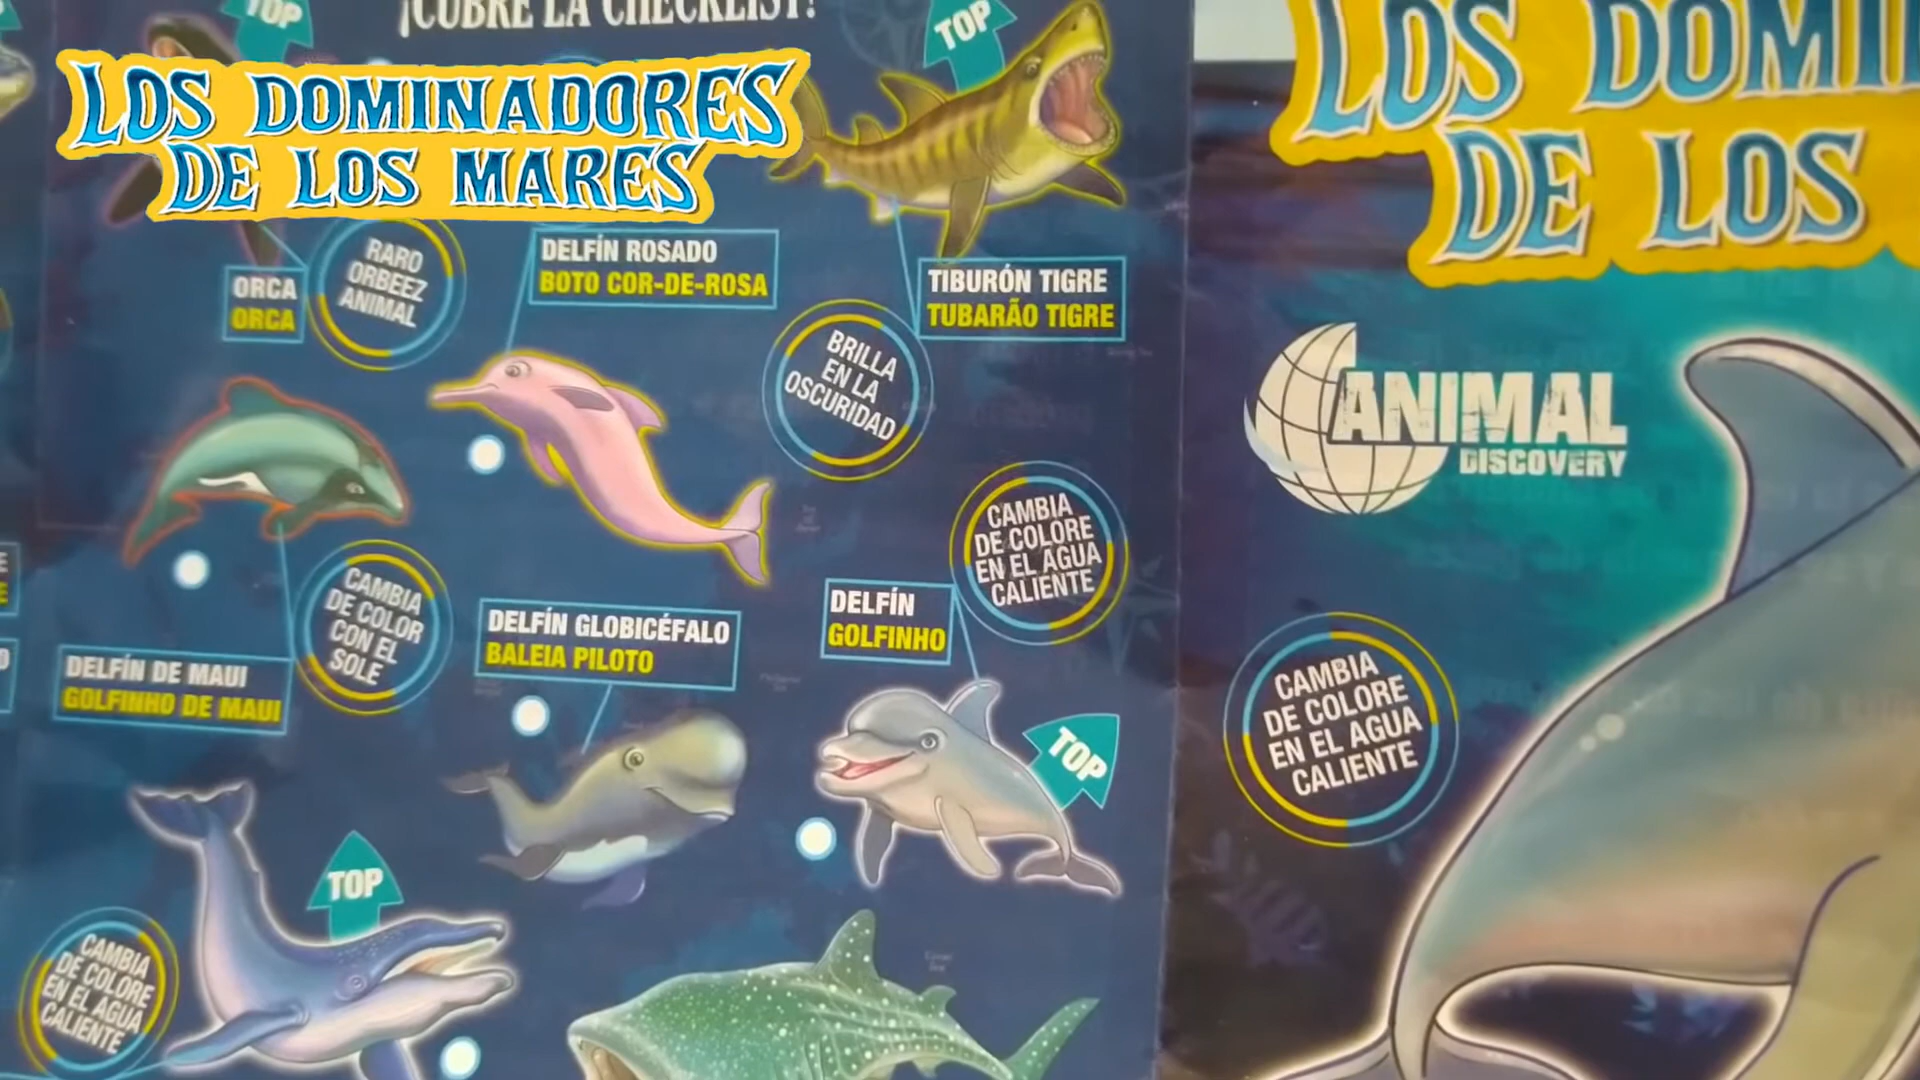 ¡CUBRE LA CHECKLIST!
TOP
TOP
LOS DOMINADORES
DE LOS MARES
ORCA
ORCA
RARO
ORBEEZ
ANIMAL
DELFÍN ROSADO
BOTO COR-DE-ROSA
TIBURÓN TIGRE
TUBARÃO TIGRE
BRILLA
EN LA
OSCURIDAD
DELFÍN DE MAUI
GOLFINHO DE MAUI
CAMBIA
DE COLOR
CON EL
SOLE
DELFÍN GLOBICÉFALO
BALEIA PILOTO
DELFÍN
GOLFINHO
CAMBIA
DE COLORE
EN EL AGUA
CALIENTE
TOP
TOP
CAMBIA
DE COLORE
EN EL AGUA
CALIENTE
LOS DOMI
DE LOS
ANIMAL
DISCOVERY
CAMBIA
DE COLORE
EN EL AGUA
CALIENTE